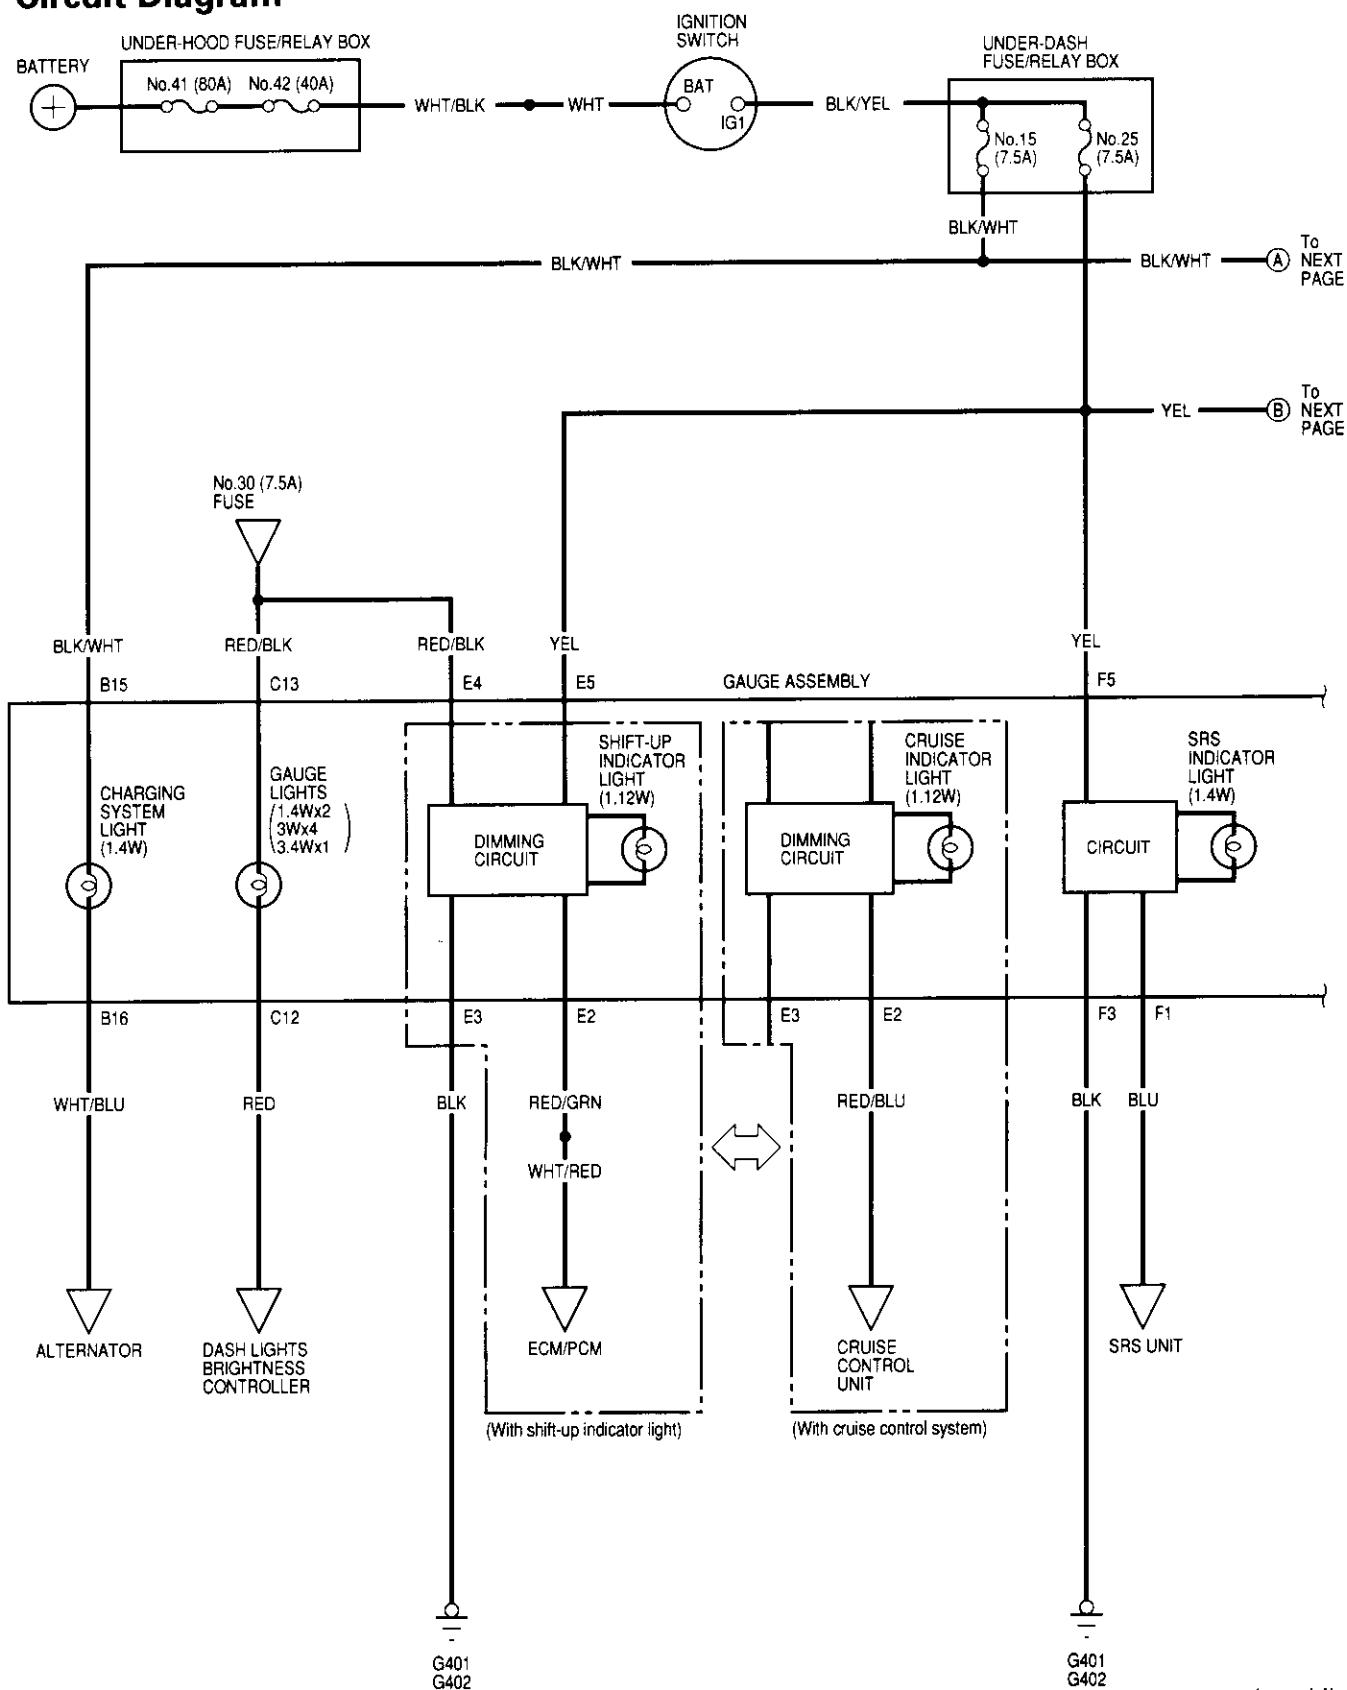 Circuit Diagram
IGNITION
SWITCH
UNDER-HOOD FUSE/RELAY BOX
UNDER-DASH
FUSE/RELAY BOX
BATTERY
No.41 (80A) No.42 (40A)
BAT
IG1
WHT/BLK
WHT
BLK/YEL
No.15
(7.5A)
No.25
(7.5A)
BLK/WHT
BLK/WHT
BLK/WHT
A
To
NEXT
PAGE
YEL
B
To
NEXT
PAGE
No.30 (7.5A)
FUSE
BLK/WHT
RED/BLK
RED/BLK
YEL
YEL
B15
C13
E4
E5
GAUGE ASSEMBLY
F5
CHARGING
SYSTEM
LIGHT
(1.4W)
GAUGE
LIGHTS
(1.4Wx2
3Wx4
3.4Wx1)
SHIFT-UP
INDICATOR
LIGHT
(1.12W)
CRUISE
INDICATOR
LIGHT
(1.12W)
SRS
INDICATOR
LIGHT
(1.4W)
DIMMING
CIRCUIT
DIMMING
CIRCUIT
CIRCUIT
B16
C12
E3
E2
E3
E2
F3
F1
WHT/BLU
RED
BLK
RED/GRN
RED/BLU
BLK
BLU
WHT/RED
ALTERNATOR
DASH LIGHTS
BRIGHTNESS
CONTROLLER
ECM/PCM
CRUISE
CONTROL
UNIT
SRS UNIT
(With shift-up indicator light)
(With cruise control system)
G401
G402
G401
G402